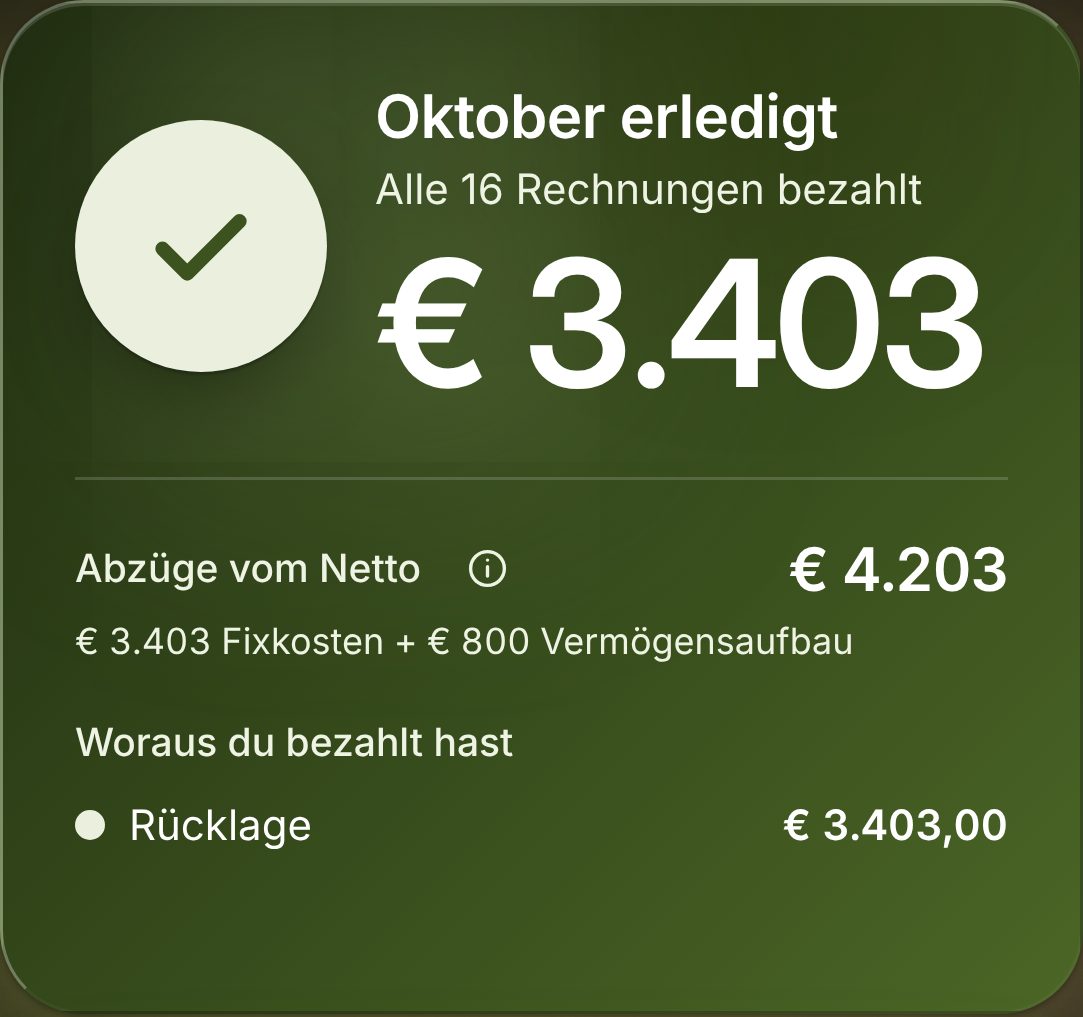 Oktober erledigt
Alle 16 Rechnungen bezahlt
€ 3.403
Abzüge vom Netto
€ 4.203
€ 3.403 Fixkosten + € 800 Vermögensaufbau
Woraus du bezahlt hast
Rücklage
€ 3.403,00